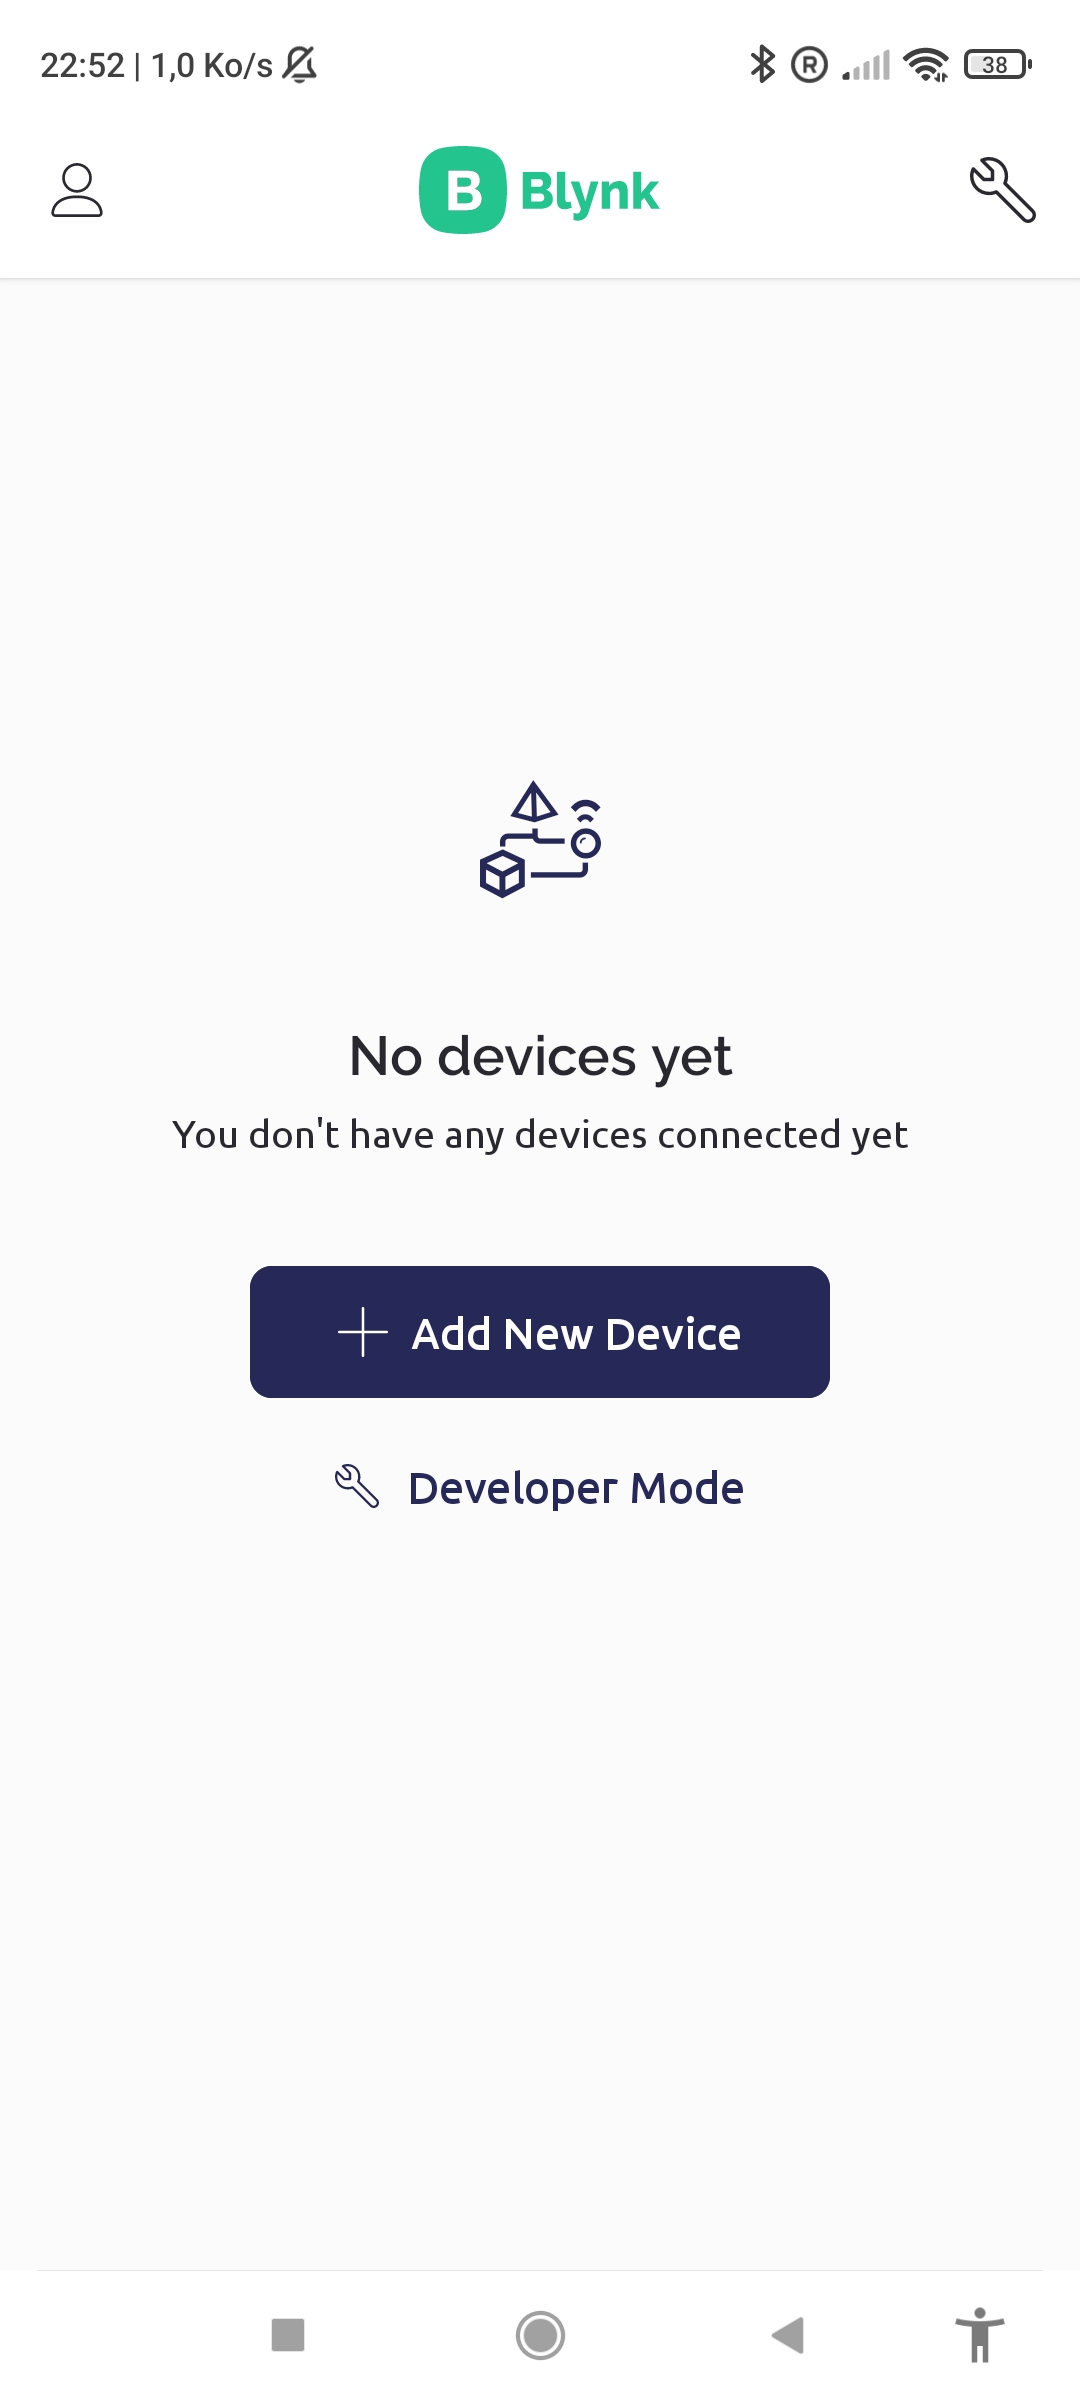 22:52 | 1,0 Ko/s
R
38
B Blynk
No devices yet
You don't have any devices connected yet
Add New Device
Developer Mode